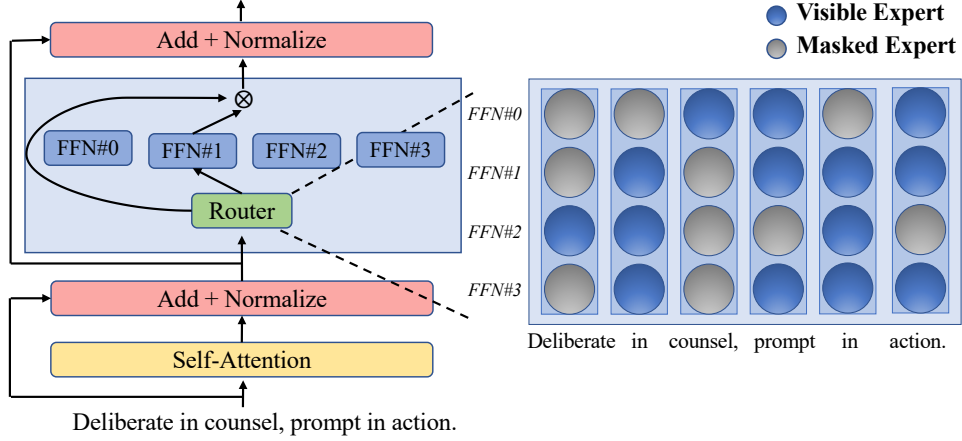 Visible Expert
Masked Expert
Add + Normalize
FFN#0 FFN#1 FFN#2 FFN#3
Router
Add + Normalize
Self-Attention
Deliberate in counsel, prompt in action.
FFN#0
FFN#1
FFN#2
FFN#3
Deliberate in counsel, prompt in action.